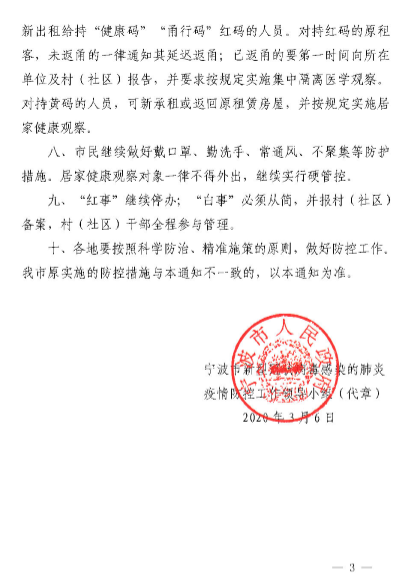 新出租给持“健康码”“甬行码”红码的人员。对持红码的原租
客，未返甬的一律通知其延迟返甬；已返甬的要第一时间向所在
单位及村（社区）报告，并要求按规定实施集中隔离医学观察。
对持黄码的人员，可新承租或返回原租赁房屋，并按规定实施居
家健康观察。
八、市民继续做好戴口罩、勤洗手、常通风、不聚集等防护
措施。居家健康观察对象一律不得外出，继续实行硬管控。
九、“红事”继续停办；“白事”必须从简，并报村（社区）
备案，村（社区）干部全程参与管理。
十、各地要按照科学防治、精准施策的原则，做好防控工作。
我市原实施的防控措施与本通知不一致的，以本通知为准。
宁波市人民政府
宁波市新冠病毒感染的肺炎
疫情防控工作领导小组（代章）
2020年3月6日
— 3